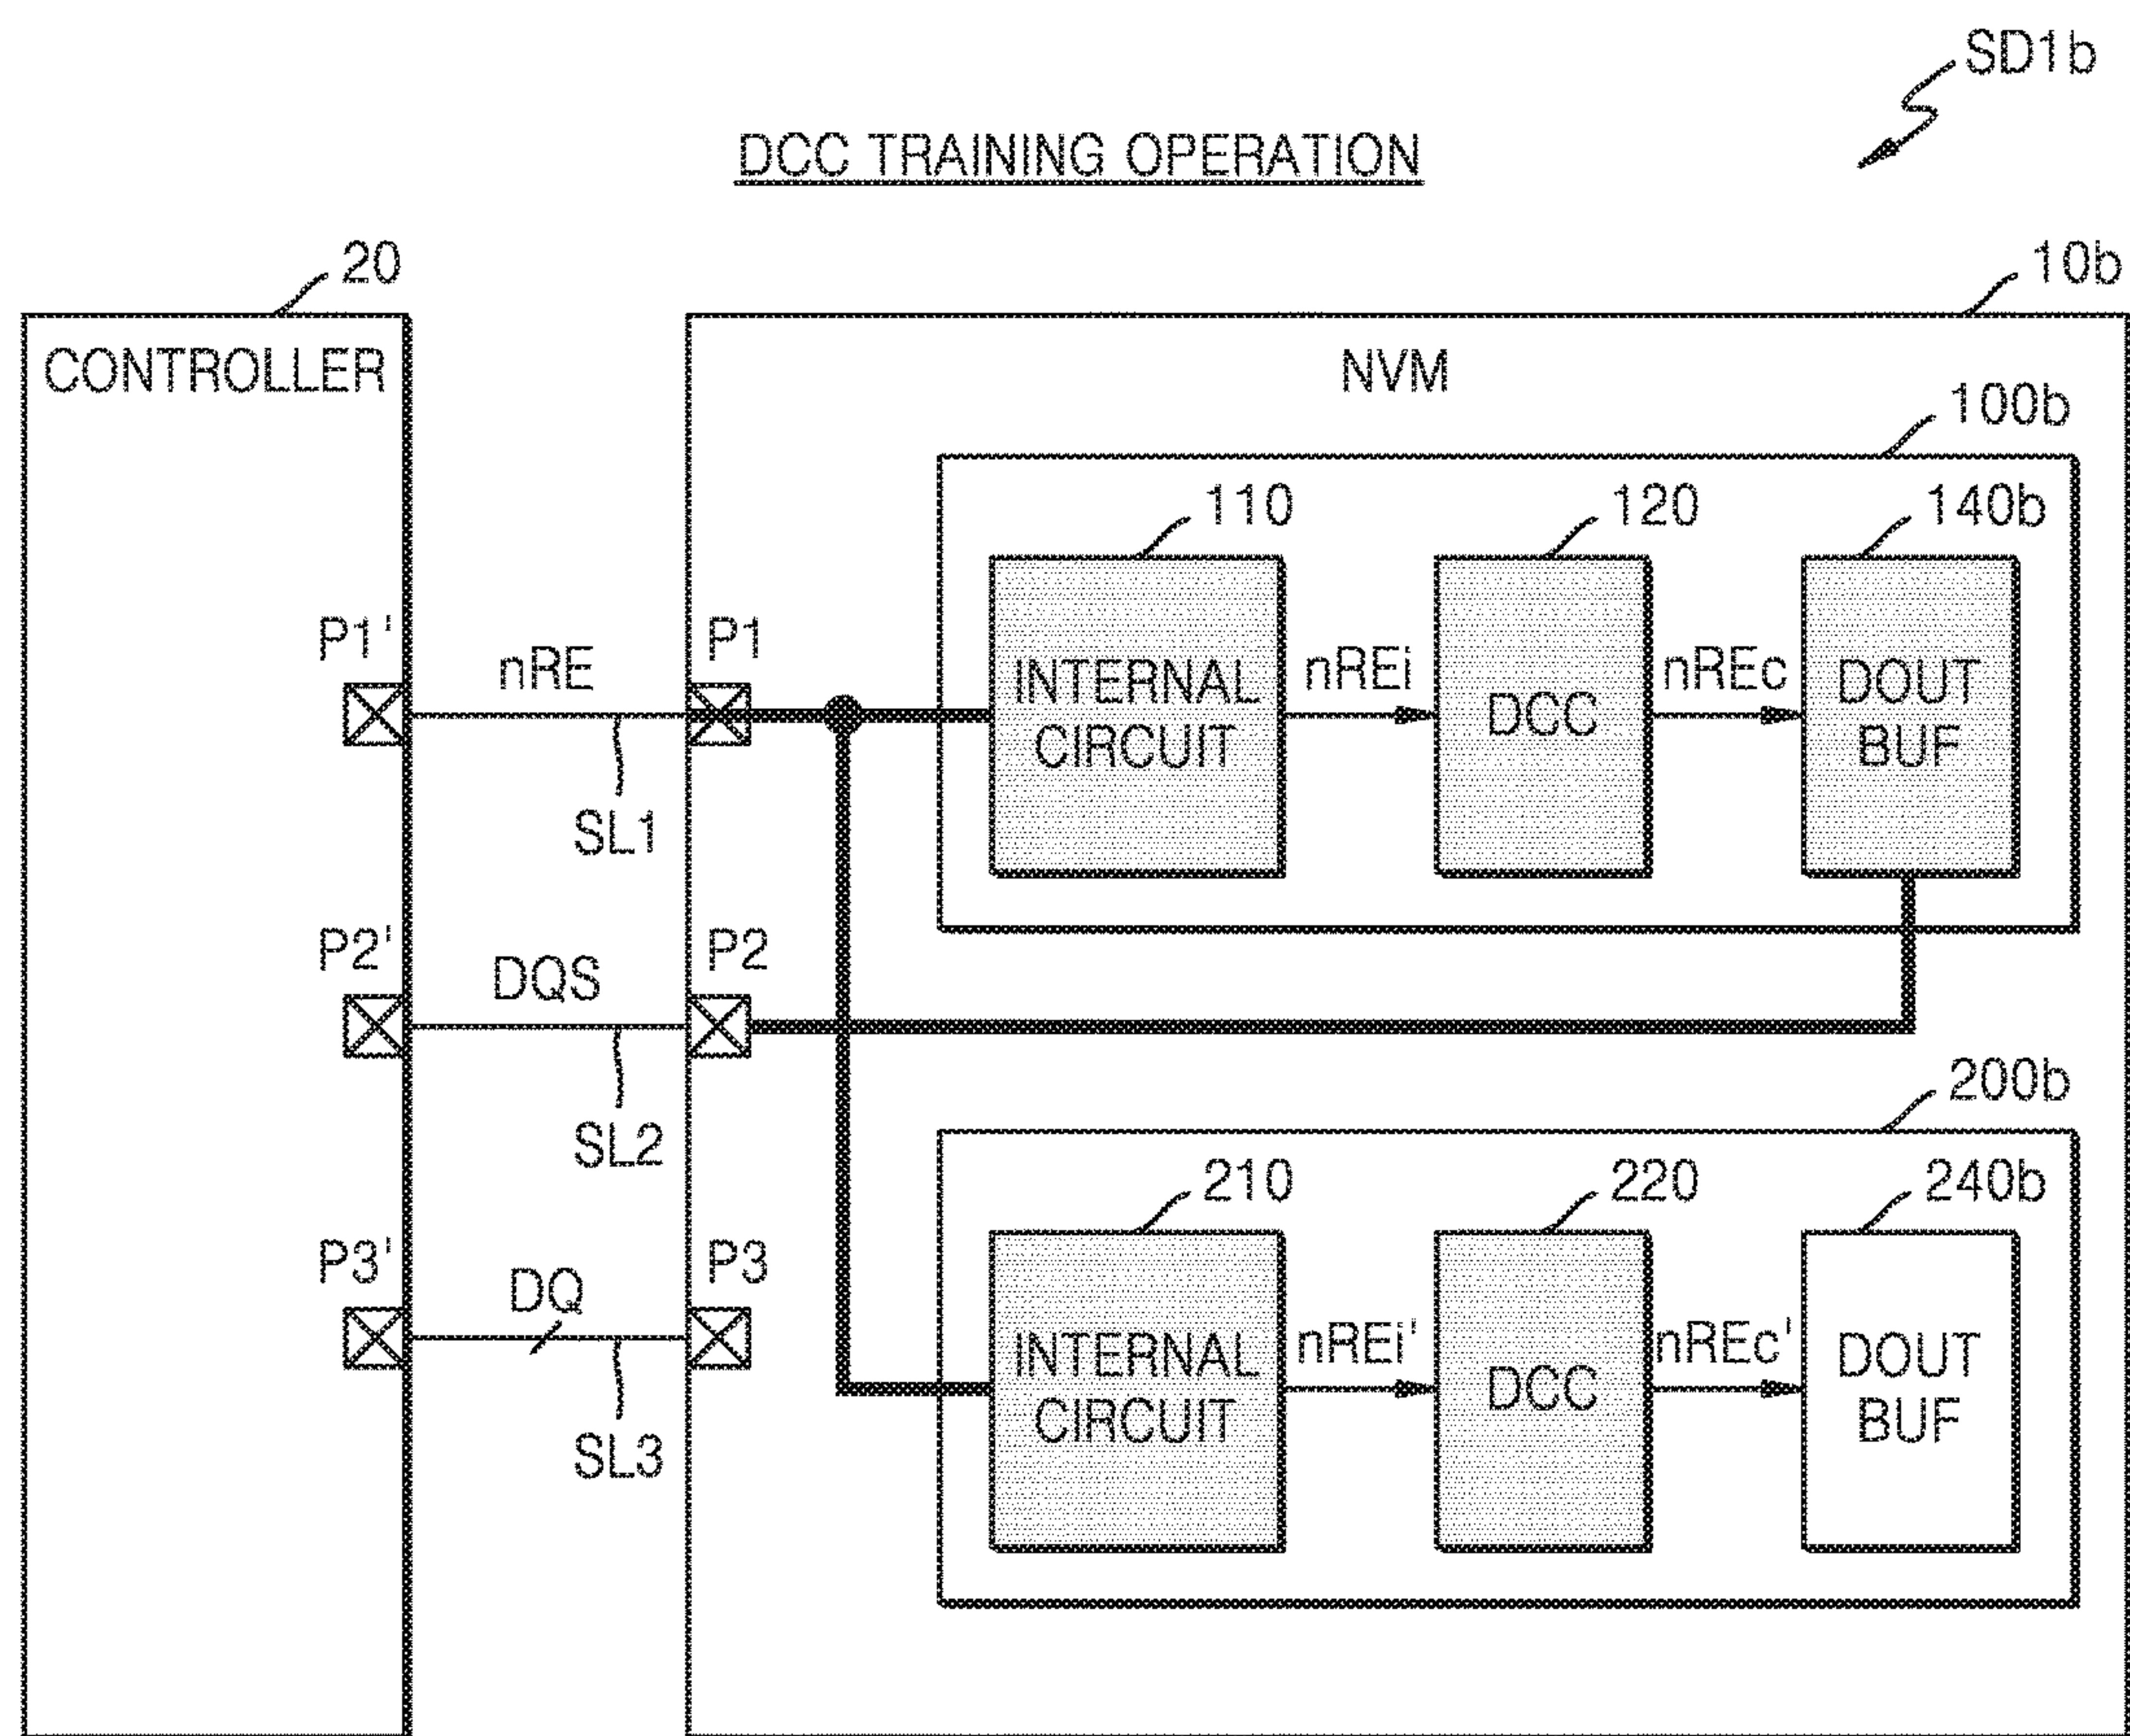 SD1b
DCC TRAINING OPERATION
20
10b
CONTROLLER
NVM
100b
110
120
140b
P1'
nRE
P1
INTERNAL
CIRCUIT
nREi
DCC
nREc
DOUT
BUF
SL1
P2'
DQS
P2
SL2
200b
210
220
240b
P3'
DQ
P3
INTERNAL
CIRCUIT
nREi'
DCC
nREc'
DOUT
BUF
SL3